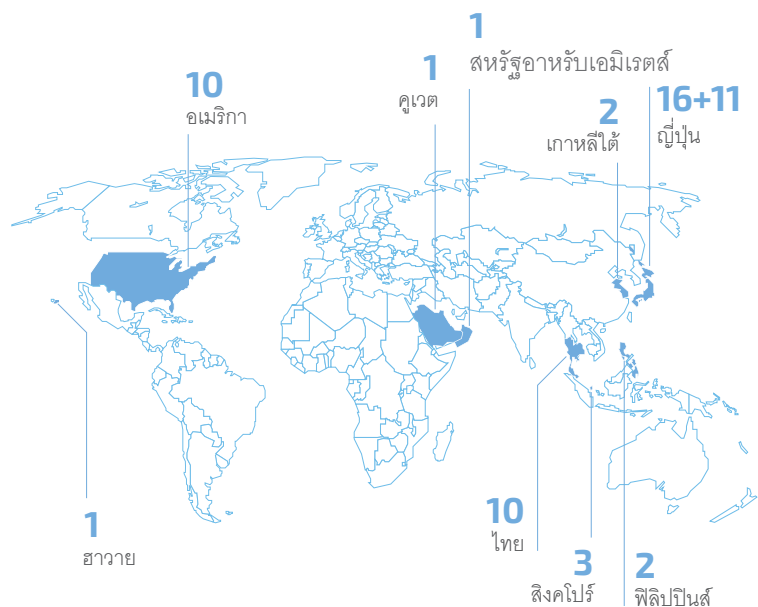 1
สหรัฐอาหรับเอมิเรตส์
1
คูเวต
10
อเมริกา
2
เกาหลีใต้
16+11
ญี่ปุ่น
1
ฮาวาย
10
ไทย
3
สิงคโปร์
2
ฟิลิปปินส์